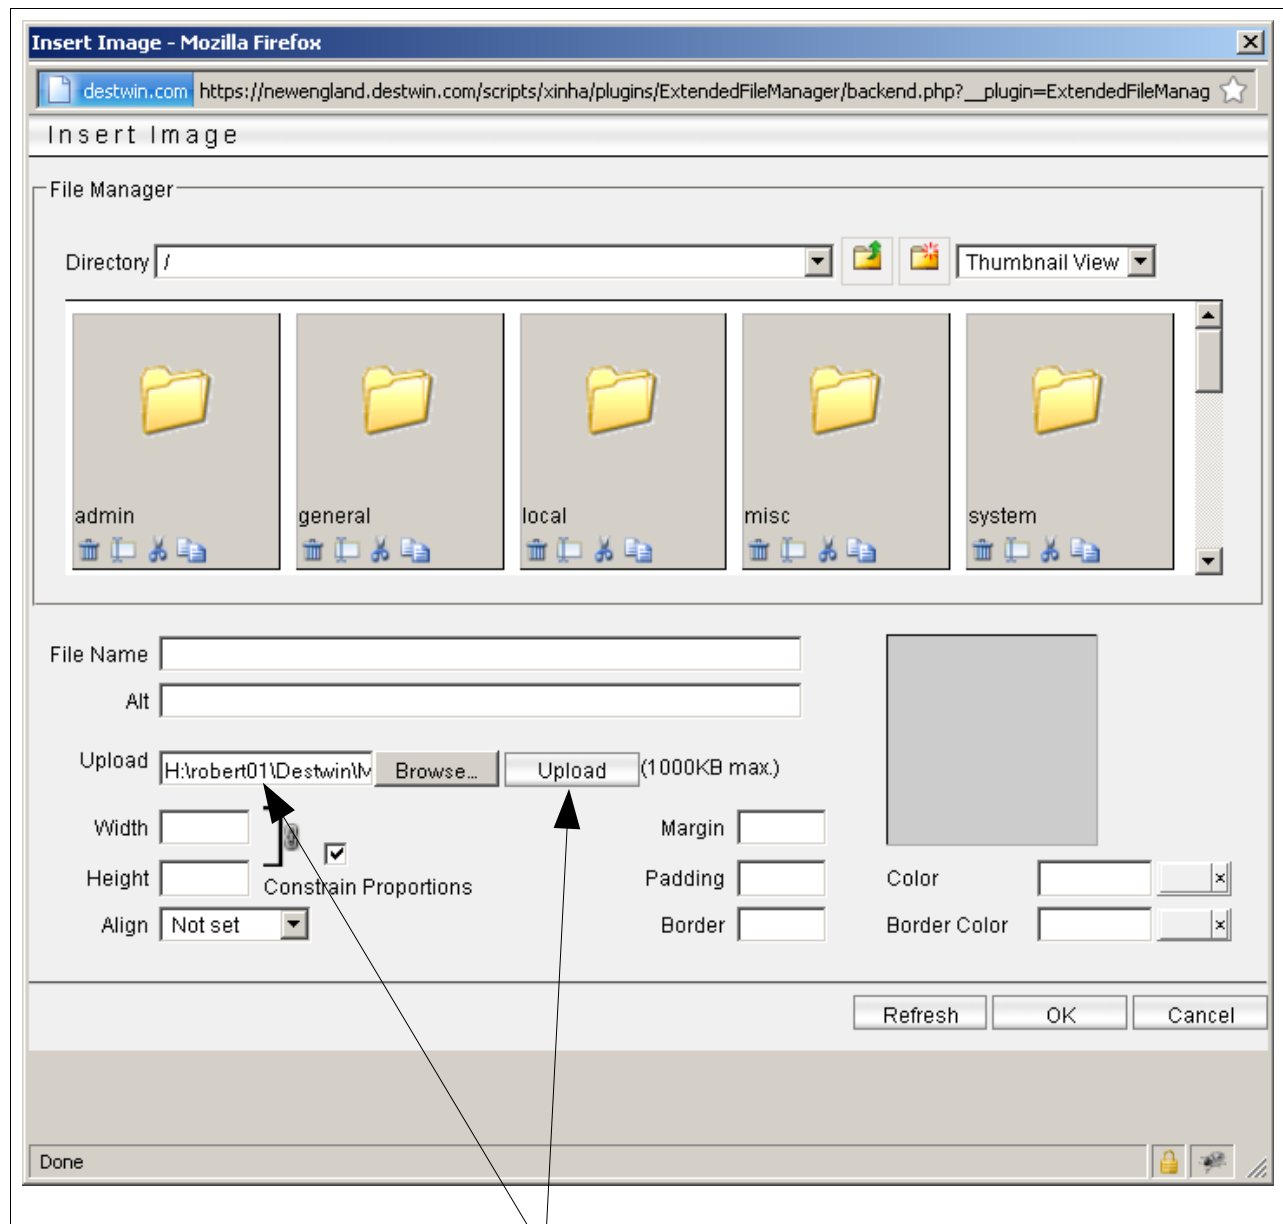 Insert Image - Mozilla Firefox
destwin.com https://newengland.destwin.com/scripts/xinha/plugins/ExtendedFileManager/backend.php?__plugin=ExtendedFileManag
Insert Image
File Manager
Directory / Thumbnail View
admin general local misc system
File Name
Alt
Upload H:\robert01\Destwin\M Browse... Upload (1000KB max.)
Width Margin
Height Constrain Proportions Padding Color
Align Not set Border Border Color
Refresh OK Cancel
Done